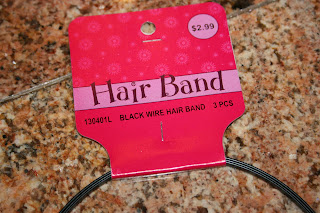 $2.99
Hair Band
130401L BLACK WIRE HAIR BAND 3 PCS